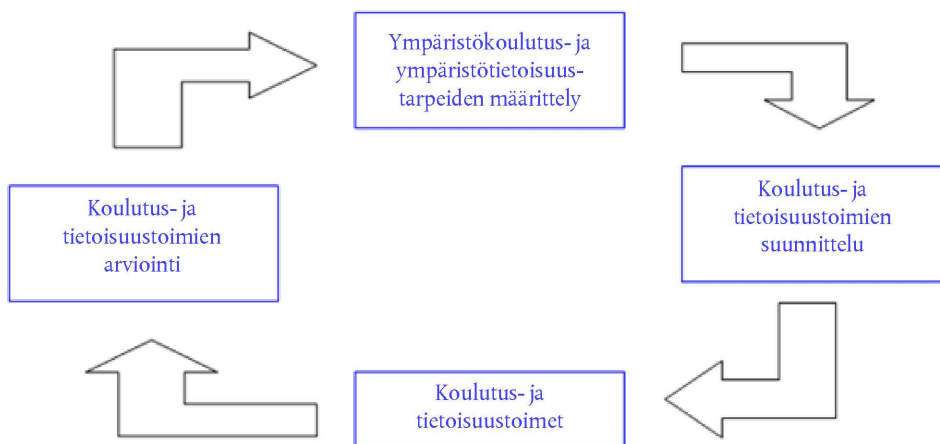 Ympäristökoulutus- ja
ympäristötietoisuus-
tarpeiden määrittely
Koulutus- ja
tietoisuustoimien
suunnittelu
Koulutus- ja
tietoisuustoimet
Koulutus- ja
tietoisuustoimien
arviointi